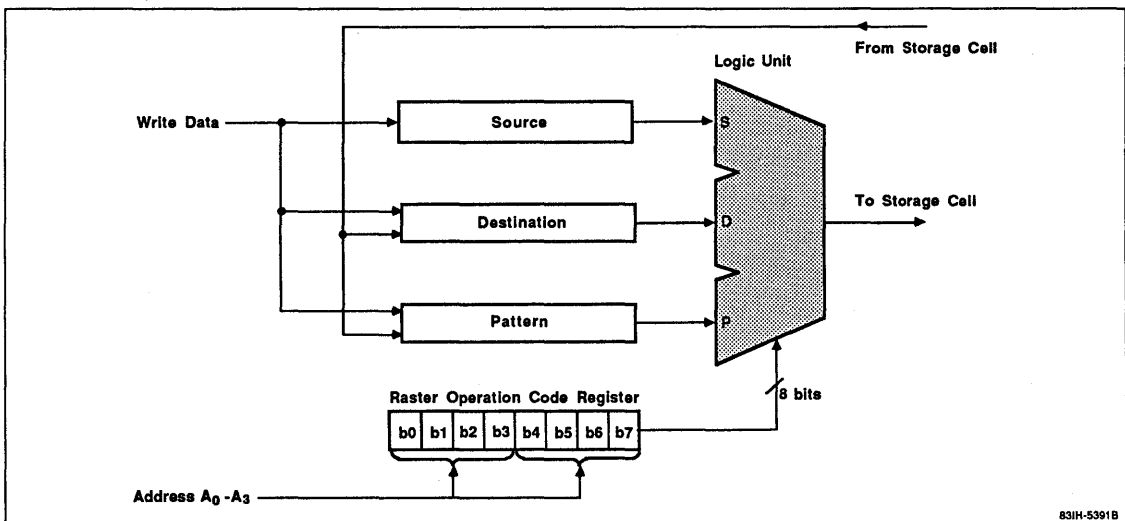 From Storage Cell
Logic Unit
Write Data
Source
S
Destination
D
To Storage Cell
Pattern
P
8 bits
Raster Operation Code Register
b0 b1 b2 b3 b4 b5 b6 b7
Address A₀-A₃
83IH-5391B